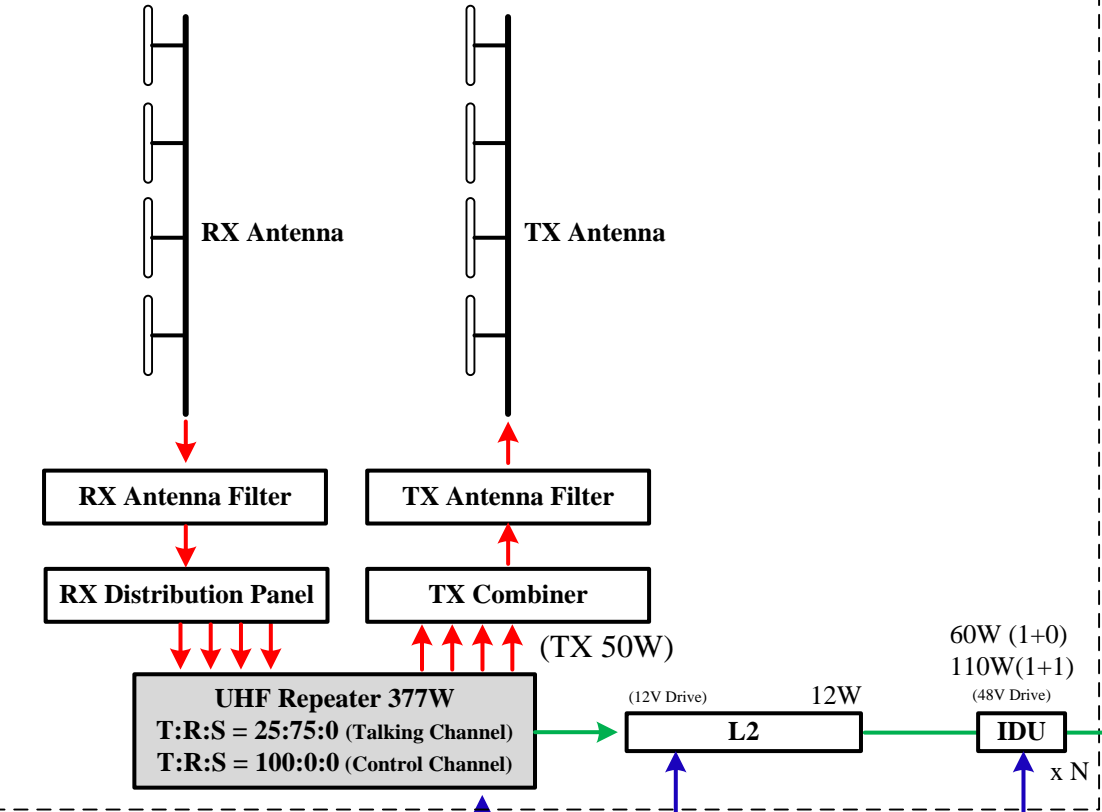 RX Antenna
TX Antenna
RX Antenna Filter
TX Antenna Filter
RX Distribution Panel
TX Combiner
(TX 50W)
UHF Repeater 377W
T:R:S = 25:75:0 (Talking Channel)
T:R:S = 100:0:0 (Control Channel)
(12V Drive)
12W
L2
60W (1+0)
110W(1+1)
(48V Drive)
IDU
x N